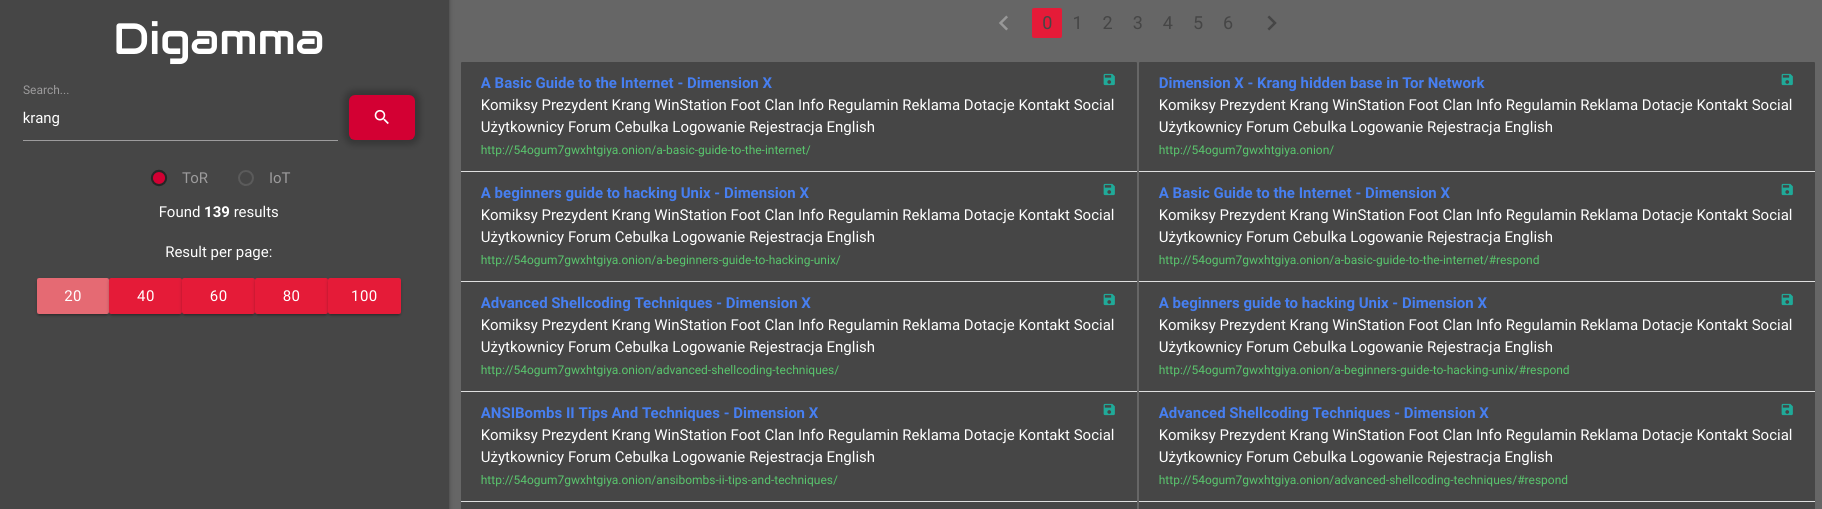 Digamma
Search...
krang
ToR IoT
Found 139 results
Result per page:
20 40 60 80 100
0 1 2 3 4 5 6
A Basic Guide to the Internet - Dimension X
Komiksy Prezydent Krang WinStation Foot Clan Info Regulamin Reklama Dotacje Kontakt Social
Użytkownicy Forum Cebulka Logowanie Rejestracja English
http://54ogum7gwxhtgiya.onion/a-basic-guide-to-the-internet/
Dimension X - Krang hidden base in Tor Network
Komiksy Prezydent Krang WinStation Foot Clan Info Regulamin Reklama Dotacje Kontakt Social
Użytkownicy Forum Cebulka Logowanie Rejestracja English
http://54ogum7gwxhtgiya.onion/
A beginners guide to hacking Unix - Dimension X
Komiksy Prezydent Krang WinStation Foot Clan Info Regulamin Reklama Dotacje Kontakt Social
Użytkownicy Forum Cebulka Logowanie Rejestracja English
http://54ogum7gwxhtgiya.onion/a-beginners-guide-to-hacking-unix/
A Basic Guide to the Internet - Dimension X
Komiksy Prezydent Krang WinStation Foot Clan Info Regulamin Reklama Dotacje Kontakt Social
Użytkownicy Forum Cebulka Logowanie Rejestracja English
http://54ogum7gwxhtgiya.onion/a-basic-guide-to-the-internet/#respond
Advanced Shellcoding Techniques - Dimension X
Komiksy Prezydent Krang WinStation Foot Clan Info Regulamin Reklama Dotacje Kontakt Social
Użytkownicy Forum Cebulka Logowanie Rejestracja English
http://54ogum7gwxhtgiya.onion/advanced-shellcoding-techniques/
A beginners guide to hacking Unix - Dimension X
Komiksy Prezydent Krang WinStation Foot Clan Info Regulamin Reklama Dotacje Kontakt Social
Użytkownicy Forum Cebulka Logowanie Rejestracja English
http://54ogum7gwxhtgiya.onion/a-beginners-guide-to-hacking-unix/#respond
ANSIBombs II Tips And Techniques - Dimension X
Komiksy Prezydent Krang WinStation Foot Clan Info Regulamin Reklama Dotacje Kontakt Social
Użytkownicy Forum Cebulka Logowanie Rejestracja English
http://54ogum7gwxhtgiya.onion/ansibombs-ii-tips-and-techniques/
Advanced Shellcoding Techniques - Dimension X
Komiksy Prezydent Krang WinStation Foot Clan Info Regulamin Reklama Dotacje Kontakt Social
Użytkownicy Forum Cebulka Logowanie Rejestracja English
http://54ogum7gwxhtgiya.onion/advanced-shellcoding-techniques/#respond